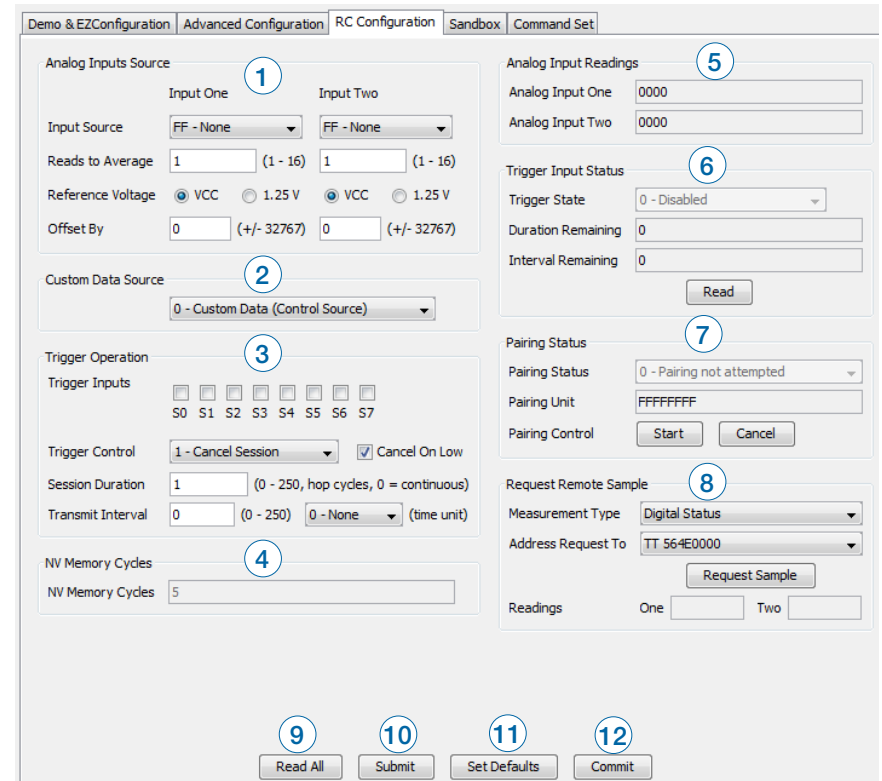 Demo & EZConfiguration Advanced Configuration RC Configuration Sandbox Command Set
Analog Inputs Source 1
Input One Input Two
Input Source FF - None FF - None
Reads to Average 1 (1 - 16) 1 (1 - 16)
Reference Voltage VCC 1.25 V VCC 1.25 V
Offset By 0 (+/- 32767) 0 (+/- 32767)
Custom Data Source 2
0 - Custom Data (Control Source)
Trigger Operation 3
Trigger Inputs
S0 S1 S2 S3 S4 S5 S6 S7
Trigger Control 1 - Cancel Session Cancel On Low
Session Duration 1 (0 - 250, hop cycles, 0 = continuous)
Transmit Interval 0 (0 - 250) 0 - None (time unit)
NV Memory Cycles 4
NV Memory Cycles 5
Analog Input Readings 5
Analog Input One 0000
Analog Input Two 0000
Trigger Input Status 6
Trigger State 0 - Disabled
Duration Remaining 0
Interval Remaining 0
Read
Pairing Status 7
Pairing Status 0 - Pairing not attempted
Pairing Unit FFFFFFFF
Pairing Control Start Cancel
Request Remote Sample 8
Measurement Type Digital Status
Address Request To TT 564E0000
Request Sample
Readings One Two
9 10 11 12
Read All Submit Set Defaults Commit